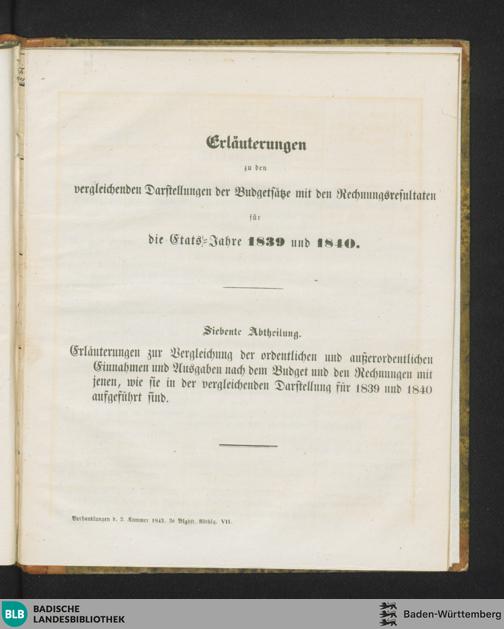 Erläuterungen
zu den
vergleichenden Darstellungen der Budgetsätze mit den Rechnungsresultaten
für
die Etats-Jahre 1839 und 1840.
Siebente Abtheilung.
Erläuterungen zur Vergleichung der ordentlichen und außerordentlichen
Einnahmen und Ausgaben nach dem Budget und den Rechnungen mit
jenen, wie sie in der vergleichenden Darstellung für 1839 und 1840
aufgeführt sind.
Verhandlungen d. 2. Kammer 1842. VII.
BLB
BADISCHE
LANDESBIBLIOTHEK
Baden-Württemberg